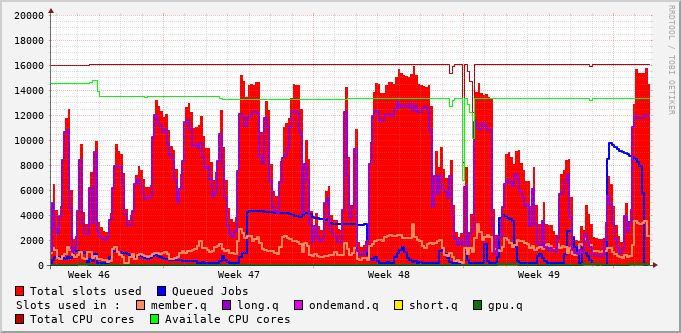 20000
18000
16000
14000
12000
10000
8000
6000
4000
2000
0
Week 46 Week 47 Week 48 Week 49
RRDTOOL / TOBI OETIKER
Total slots used Queued Jobs
Slots used in : member.q long.q ondemand.q short.q gpu.q
Total CPU cores Availale CPU cores